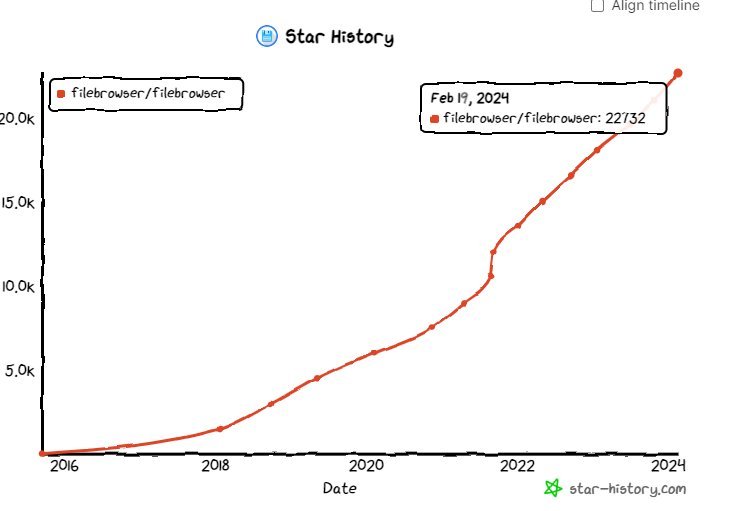 Align timeline
Star History
filebrowser/filebrowser
Feb 19, 2024
filebrowser/filebrowser: 22732
20.0k
15.0k
10.0k
5.0k
2016 2018 2020 2022 2024
Date
star-history.com